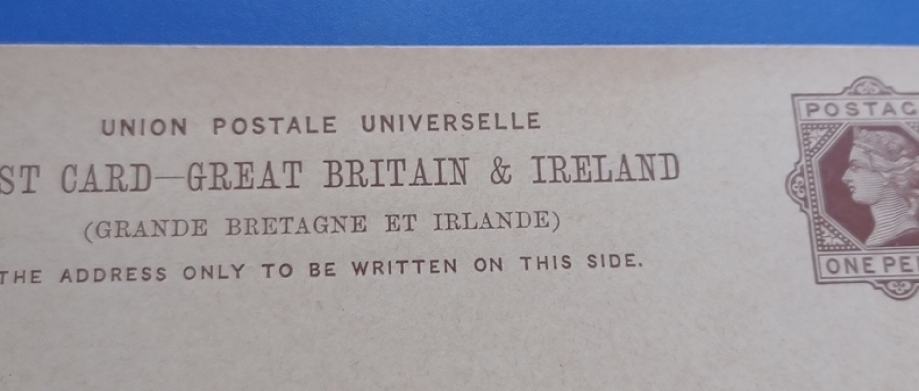 UNION POSTALE UNIVERSELLE
ST CARD—GREAT BRITAIN & IRELAND
(GRANDE BRETAGNE ET IRLANDE)
THE ADDRESS ONLY TO BE WRITTEN ON THIS SIDE.
POSTAG
ONE PE